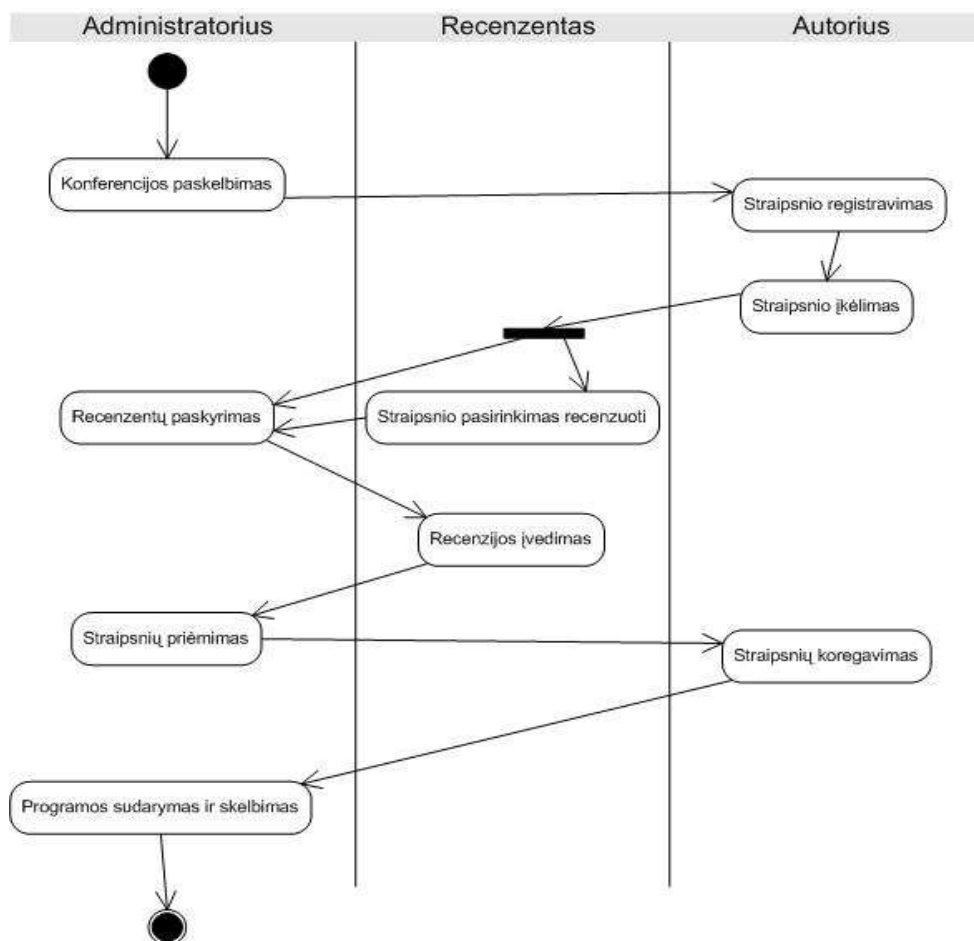 Administratorius
Recenzentas
Autorius
Konferencijos paskelbimas
Straipsnio registravimas
Straipsnio įkėlimas
Recenzentų paskyrimas
Straipsnio pasirinkimas recenzuoti
Recenzijos įvedimas
Straipsnių priėmimas
Straipsnių koregavimas
Programos sudarymas ir skelbimas